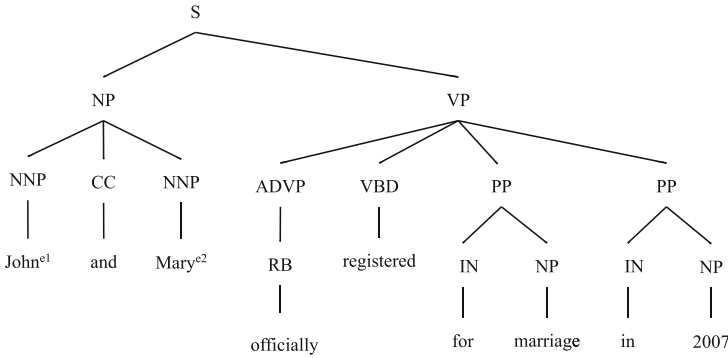 S
NP VP
NNP CC NNP ADVP VBD PP PP
John^e1 and Mary^e2 RB registered IN NP IN NP
officially for marriage in 2007